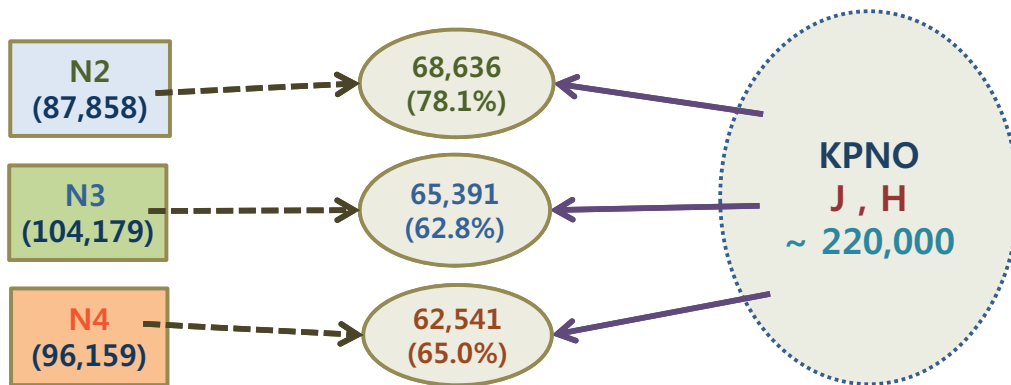 N2
(87,858)
68,636
(78.1%)
N3
(104,179)
65,391
(62.8%)
N4
(96,159)
62,541
(65.0%)
KPNO
J , H
~ 220,000